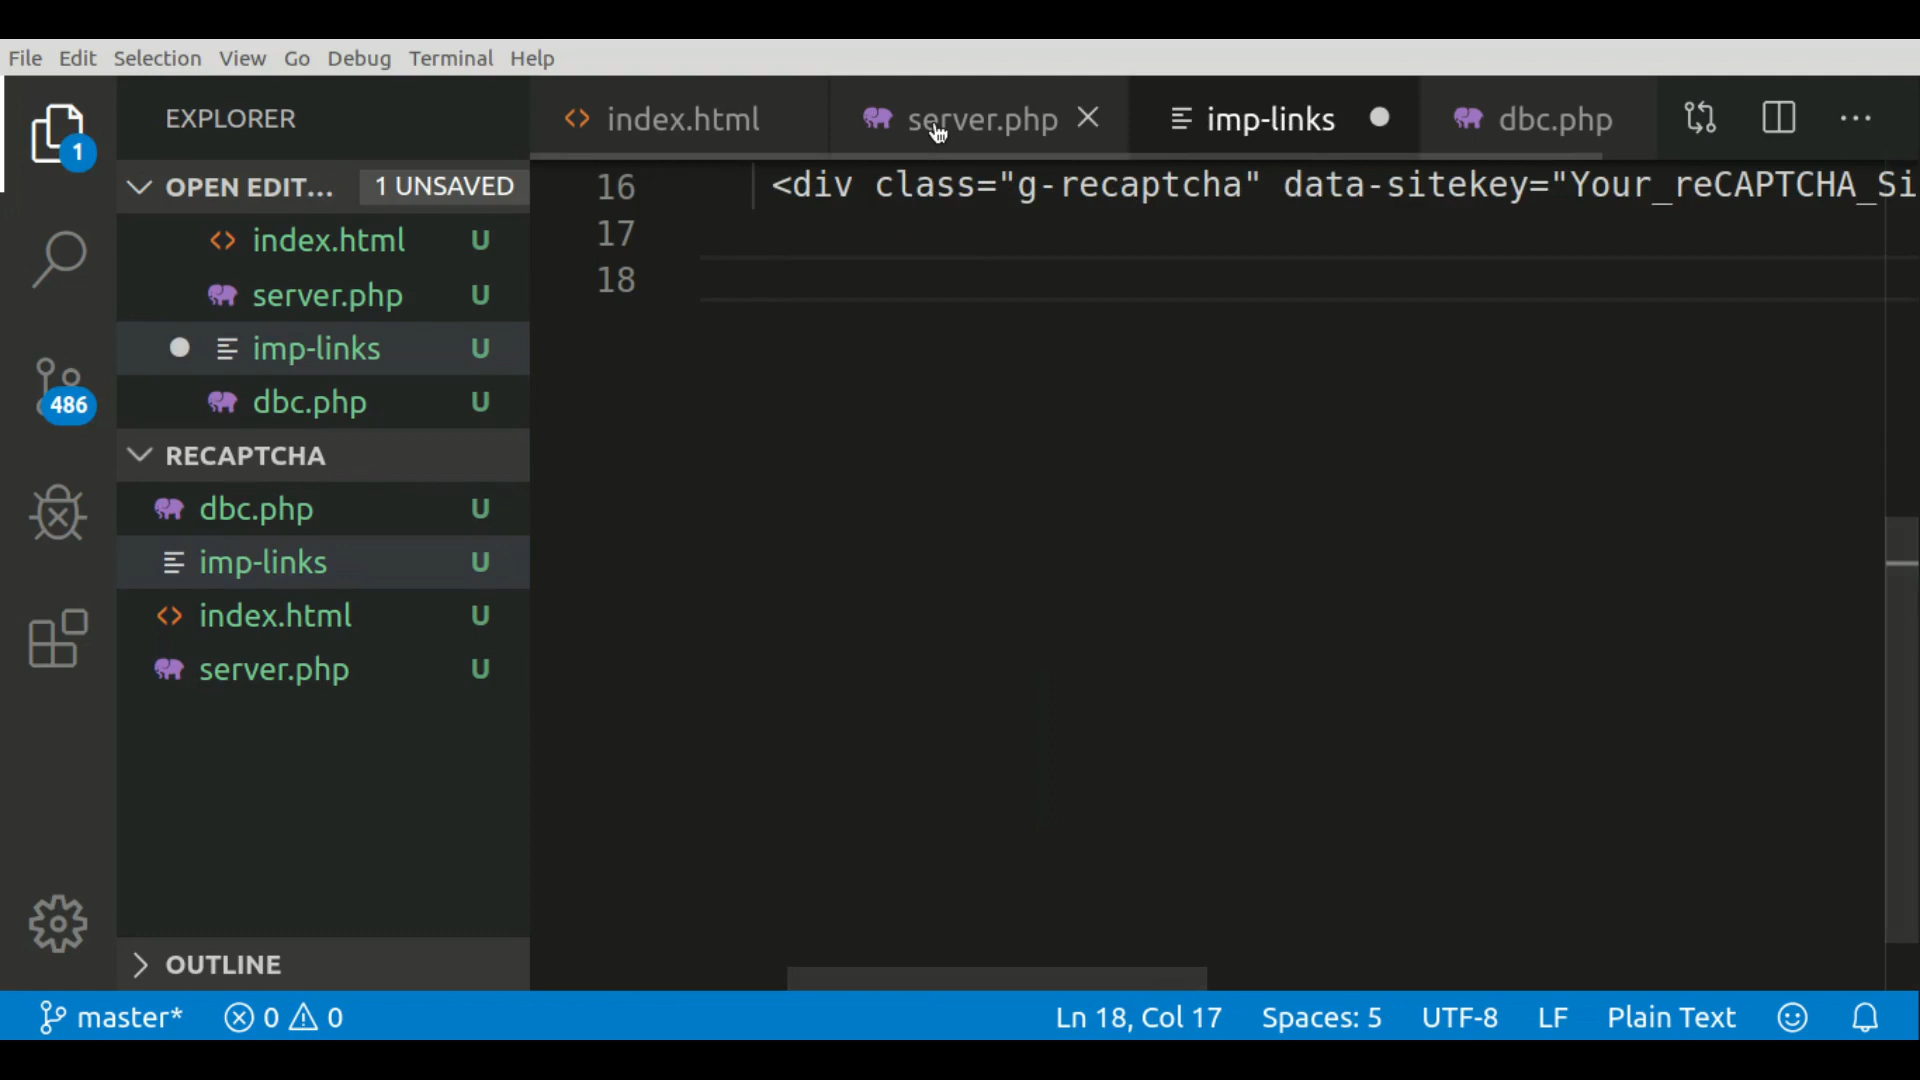 File Edit Selection View Go Debug Terminal Help
EXPLORER
index.html
server.php
imp-links
dbc.php
1
OPEN EDIT... 1 UNSAVED
index.html U
server.php U
imp-links U
dbc.php U
486
RECAPTCHA
dbc.php U
imp-links U
index.html U
server.php U
OUTLINE
16 <div class="g-recaptcha" data-sitekey="Your_reCAPTCHA_Si
17
18
master* 0 0 Ln 18, Col 17 Spaces: 5 UTF-8 LF Plain Text